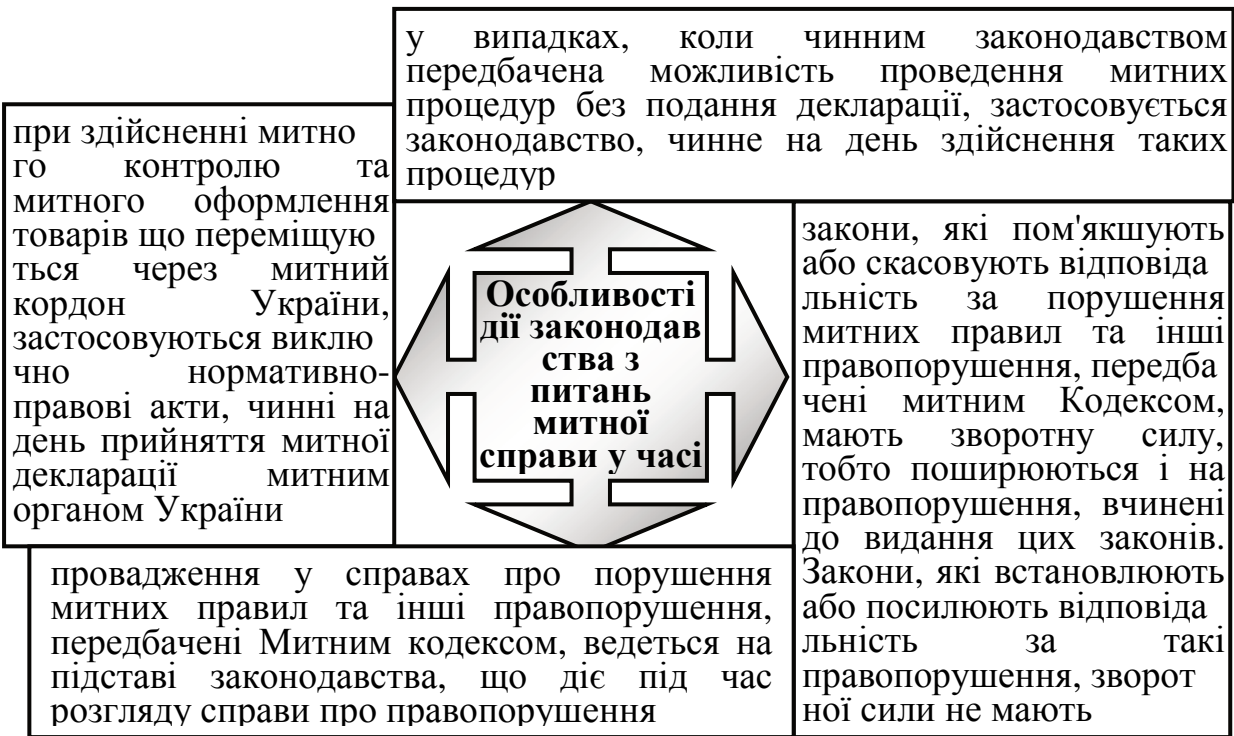 у випадках, коли чинним законодавством
передбачена можливість проведення митних
процедур без подання декларації, застосовується
законодавство, чинне на день здійснення таких
процедур
при здійсненні митно
го контролю та
митного оформлення
товарів що переміщую
ться через митний
кордон України,
застосовуються виклю
чно нормативно-
правові акти, чинні на
день прийняття митної
декларації митним
органом України
Особливості
дії законодав
ства з
питань
митної
справи у часі
закони, які пом'якшують
або скасовують відповіда
льність за порушення
митних правил та інші
правопорушення, передба
чені митним Кодексом,
мають зворотну силу,
тобто поширюються і на
правопорушення, вчинені
до видання цих законів.
Закони, які встановлюють
або посилюють відповіда
льність за такі
правопорушення, зворот
ної сили не мають
провадження у справах про порушення
митних правил та інші правопорушення,
передбачені Митним кодексом, ведеться на
підставі законодавства, що діє під час
розгляду справи про правопорушення